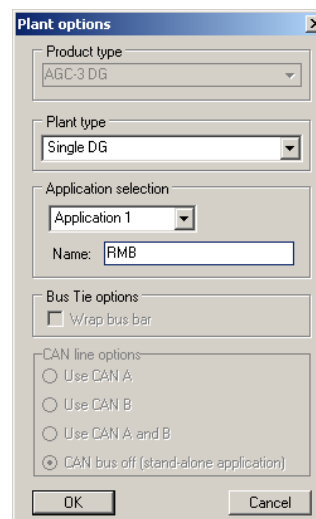 Plant options
Product type
AGC-3 DG
Plant type
Single DG
Application selection
Application 1
Name: RMB
Bus Tie options
Wrap bus bar
CAN line options
Use CAN A
Use CAN B
Use CAN A and B
CAN bus off (stand-alone application)
OK Cancel